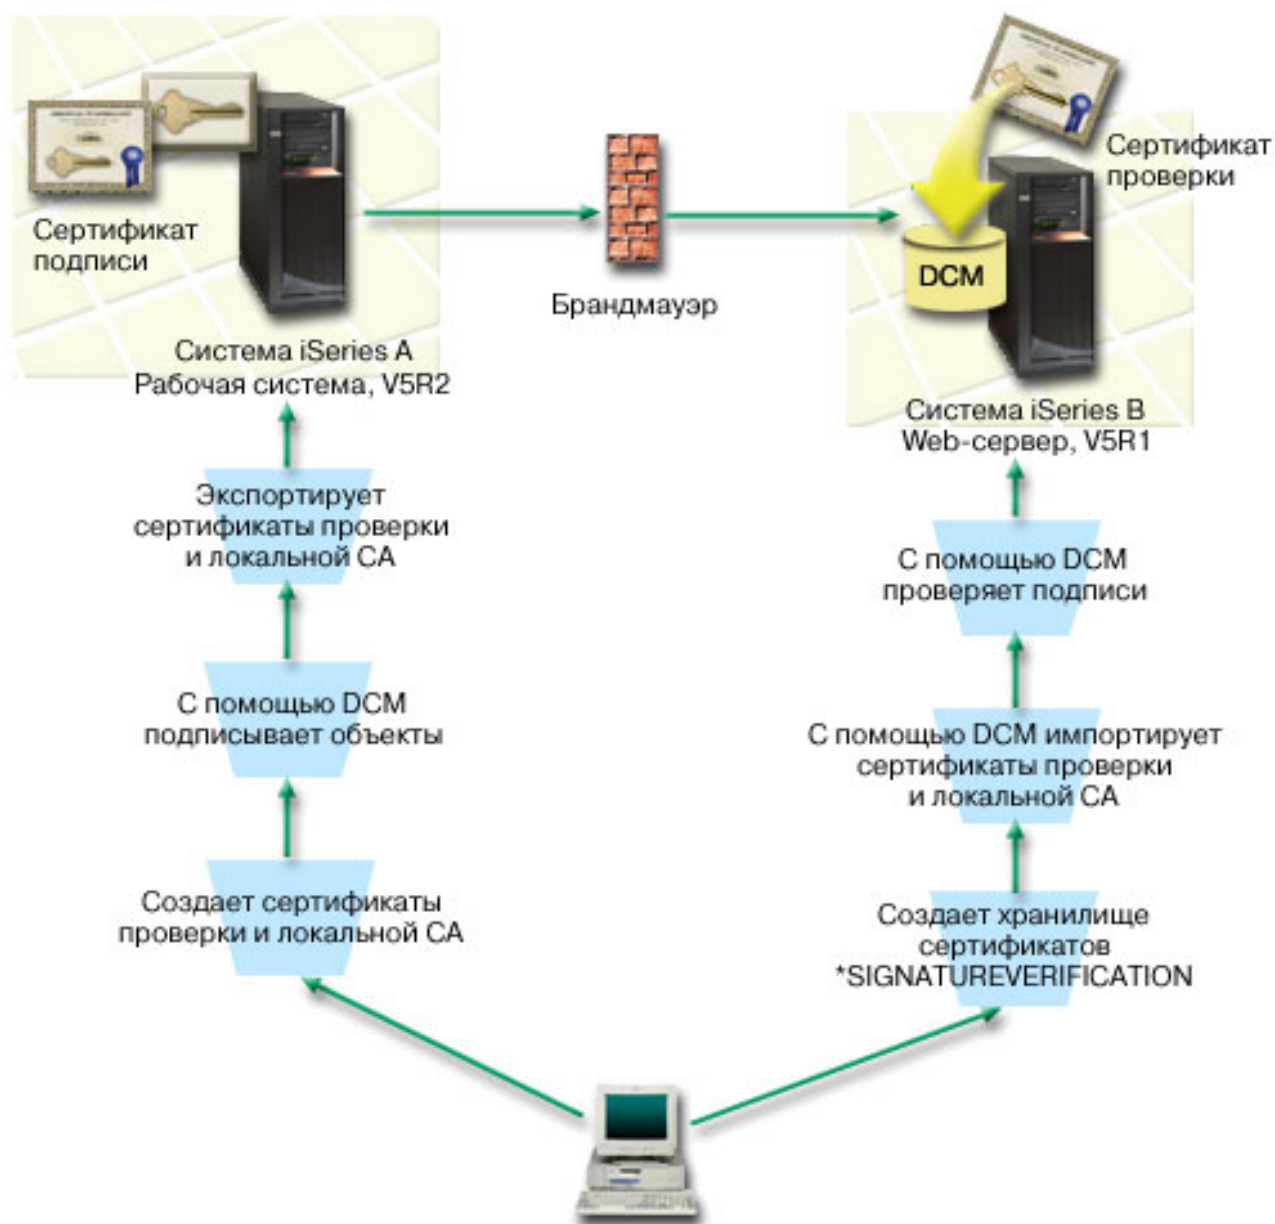 Сертификат
подписи
Сертификат
проверки
DCM
Брандмауэр
Система iSeries A
Рабочая система, V5R2
Система iSeries B
Web-сервер, V5R1
Экспортирует
сертификаты проверки
и локальной CA
С помощью DCM
подписывает объекты
Создает сертификаты
проверки и локальной CA
С помощью DCM
проверяет подписи
С помощью DCM импортирует
сертификаты проверки
и локальной CA
Создает хранилище
сертификатов
*SIGNATUREVERIFICATION